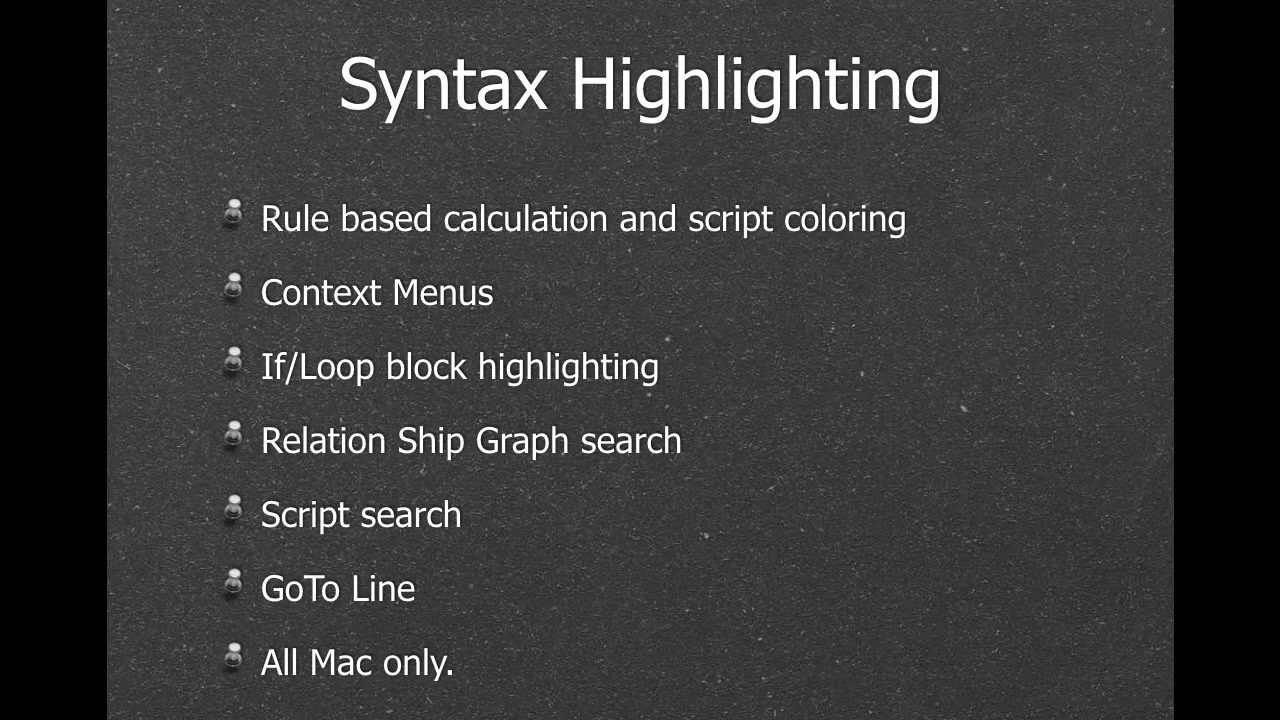 Syntax Highlighting
Rule based calculation and script coloring
Context Menus
If/Loop block highlighting
Relation Ship Graph search
Script search
GoTo Line
All Mac only.